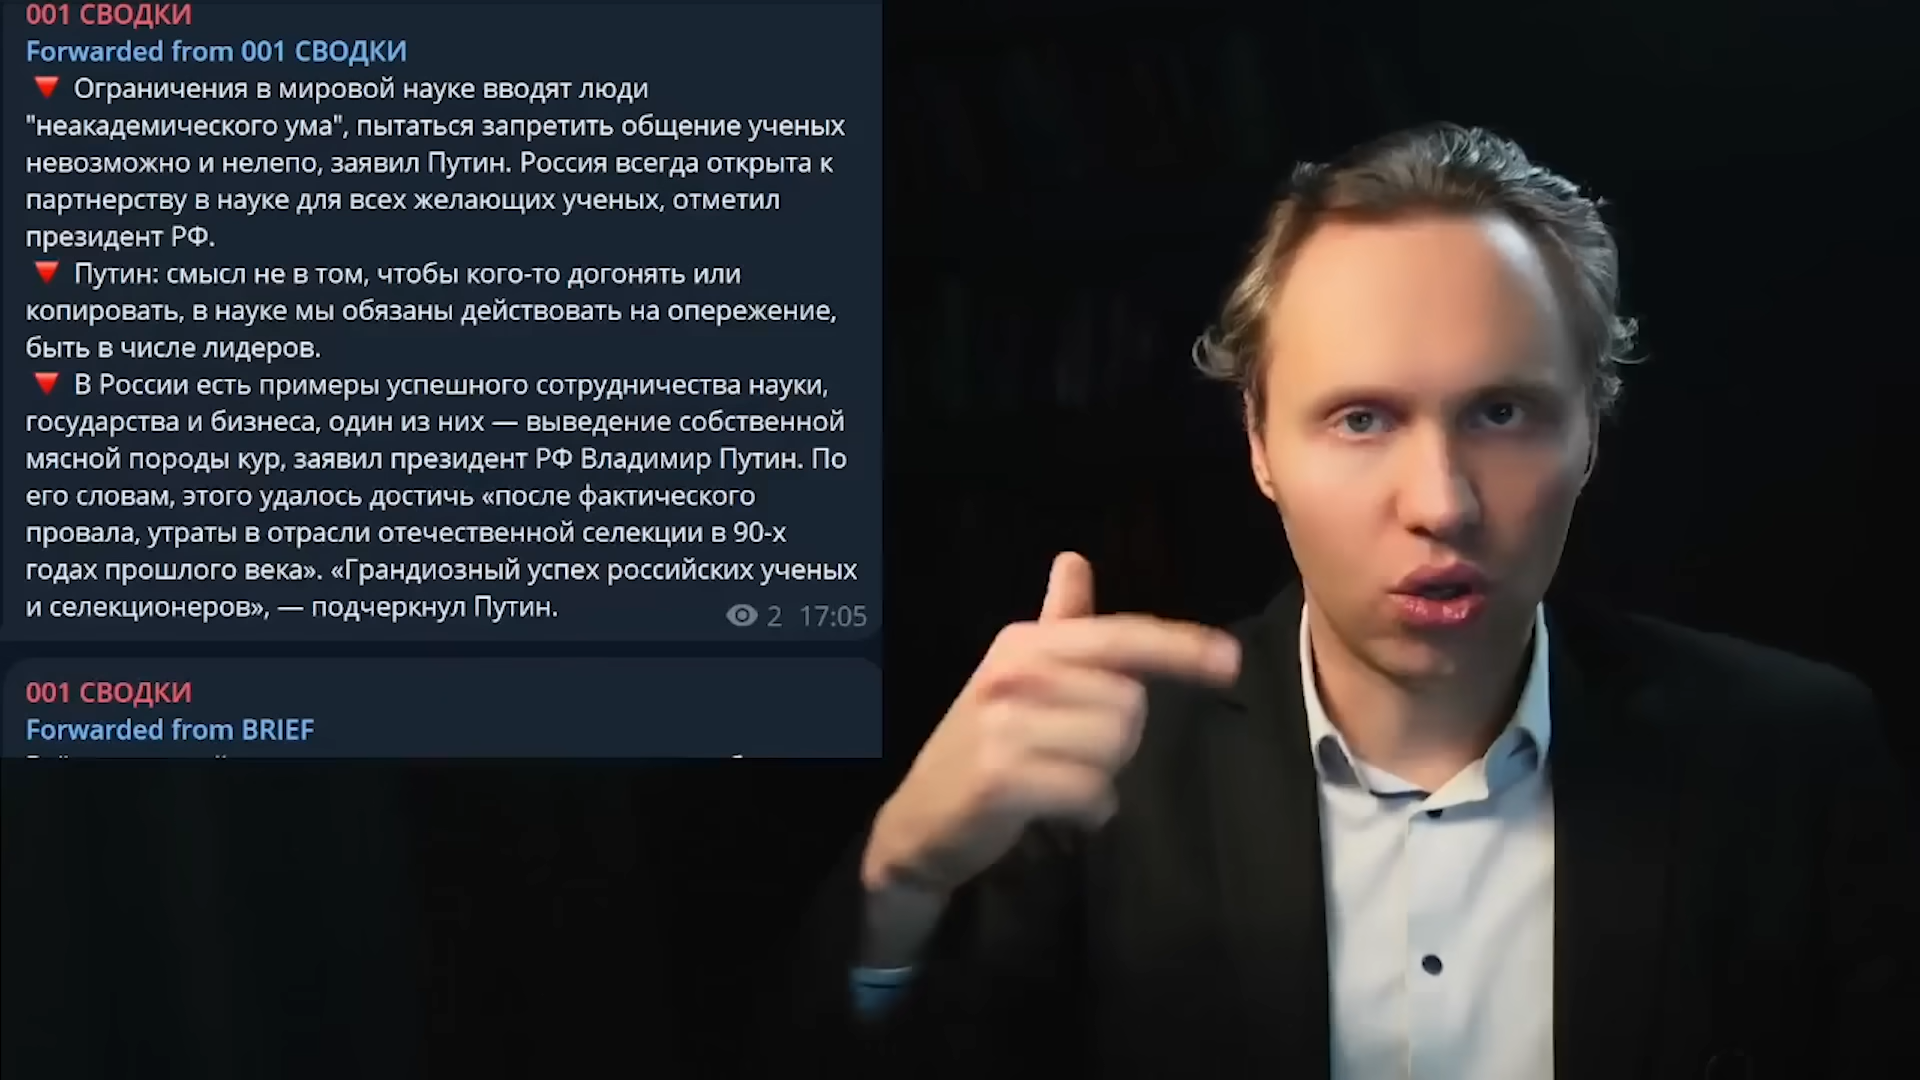 001 СВОДКИ
Forwarded from 001 СВОДКИ
🔻 Ограничения в мировой науке вводят люди
"неакадемического ума", пытаться запретить общение ученых
невозможно и нелепо, заявил Путин. Россия всегда открыта к
партнерству в науке для всех желающих ученых, отметил
президент РФ.
🔻 Путин: смысл не в том, чтобы кого-то догонять или
копировать, в науке мы обязаны действовать на опережение,
быть в числе лидеров.
🔻 В России есть примеры успешного сотрудничества науки,
государства и бизнеса, один из них — выведение собственной
мясной породы кур, заявил президент РФ Владимир Путин. По
его словам, этого удалось достичь «после фактического
провала, утраты в отрасли отечественной селекции в 90-х
годах прошлого века». «Грандиозный успех российских ученых
и селекционеров», — подчеркнул Путин.
2 17:05
001 СВОДКИ
Forwarded from BRIEF